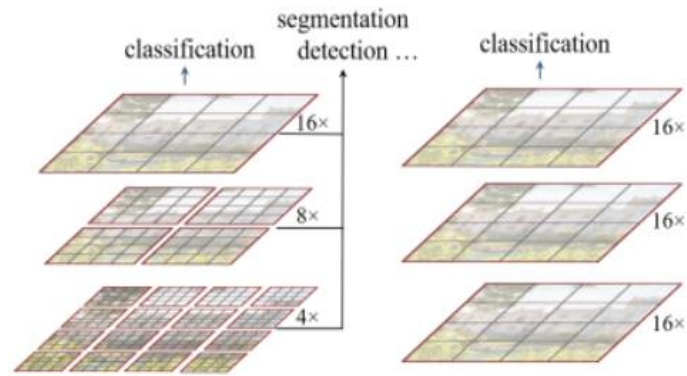 segmentation
classification
detection ...
classification
16×
16×
8×
16×
4×
16×